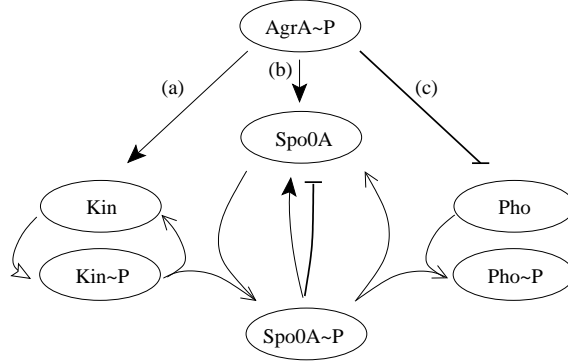 AgrA~P
(a)
(b)
(c)
Spo0A
Kin
Pho
Kin~P
Pho~P
Spo0A~P